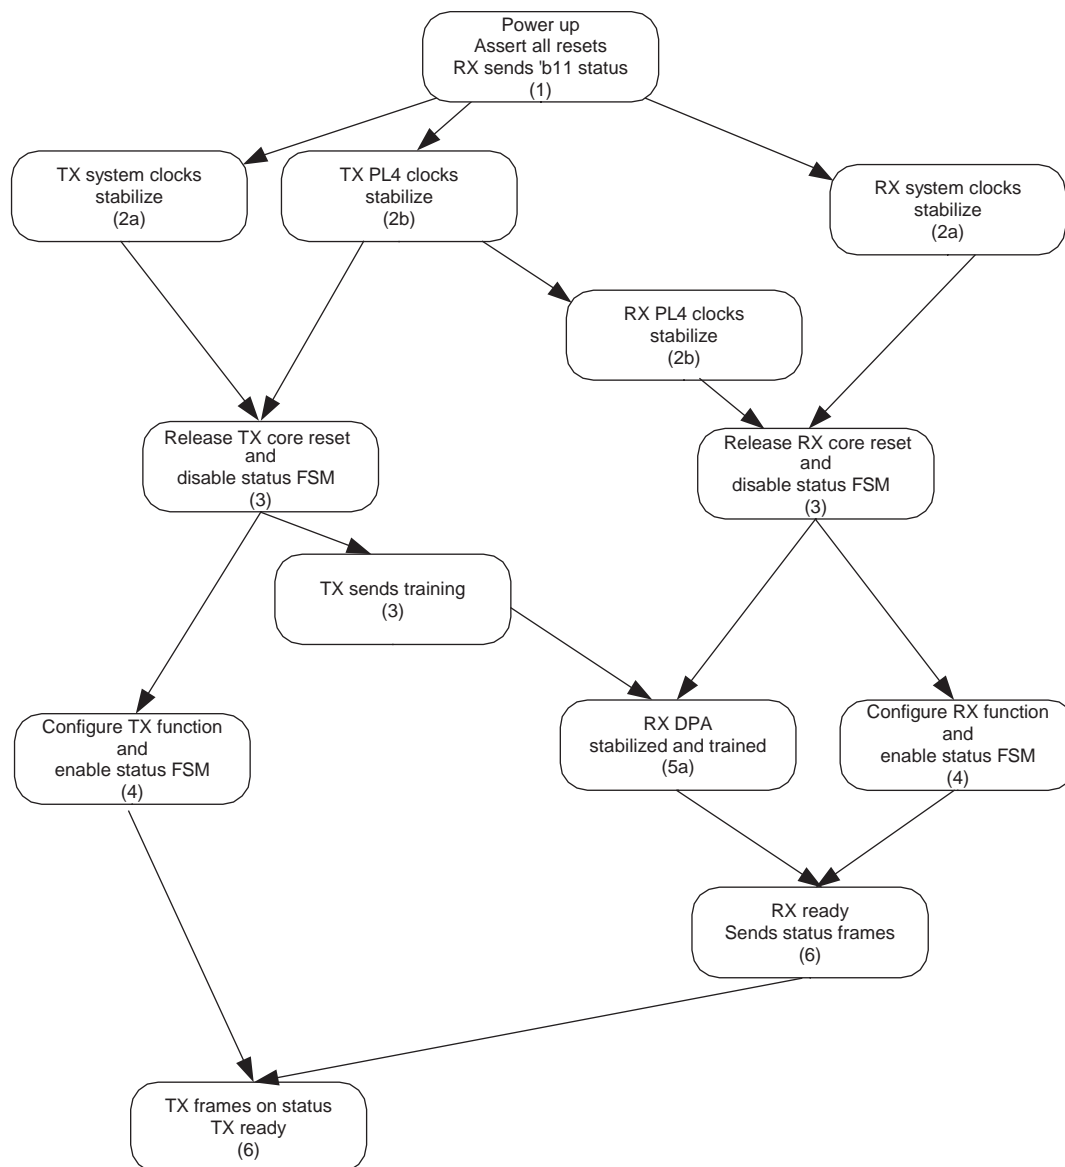 Power up
Assert all resets
RX sends 'b11 status
(1)
TX system clocks
stabilize
(2a)
TX PL4 clocks
stabilize
(2b)
RX system clocks
stabilize
(2a)
RX PL4 clocks
stabilize
(2b)
Release TX core reset
and
disable status FSM
(3)
Release RX core reset
and
disable status FSM
(3)
TX sends training
(3)
Configure TX function
and
enable status FSM
(4)
RX DPA
stabilized and trained
(5a)
Configure RX function
and
enable status FSM
(4)
RX ready
Sends status frames
(6)
TX frames on status
TX ready
(6)